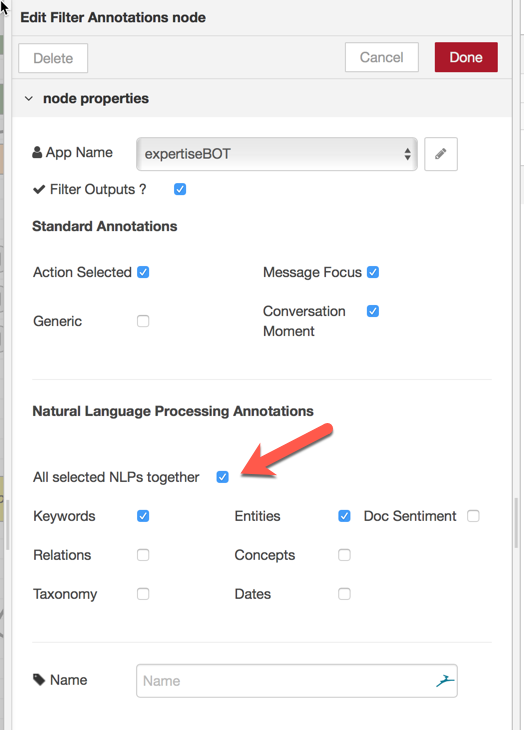 Edit Filter Annotations node
Delete
Cancel
Done
node properties
App Name
expertiseBOT
Filter Outputs ?
Standard Annotations
Action Selected
Message Focus
Generic
Conversation
Moment
Natural Language Processing Annotations
All selected NLPs together
Keywords
Entities
Doc Sentiment
Relations
Concepts
Taxonomy
Dates
Name
Name